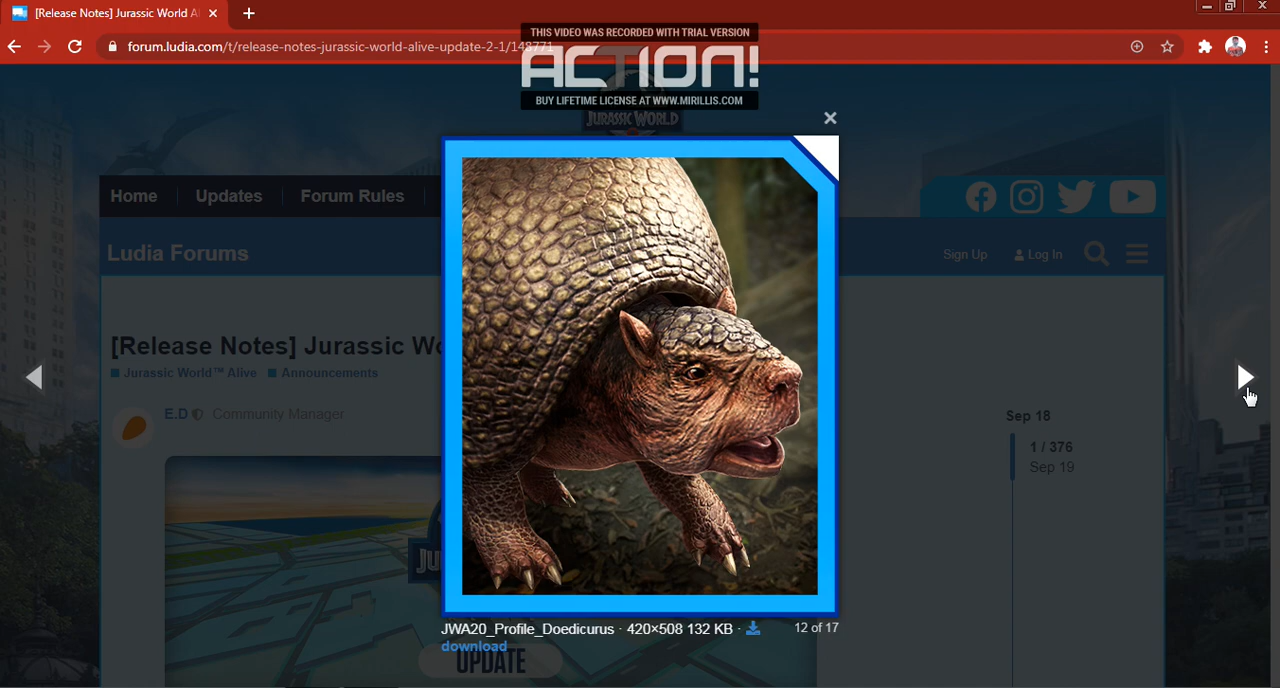 [Release Notes] Jurassic World Al
forum.ludia.com/t/release-notes-jurassic-world-alive-update-2-1/148771
THIS VIDEO WAS RECORDED WITH TRIAL VERSION
ACTION!
BUY LIFETIME LICENSE AT WWW.MIRILLIS.COM
JURASSIC WORLD
Home
Updates
Forum Rules
Ludia Forums
Sign Up
Log In
[Release Notes] Jurassic Wo
Jurassic World™ Alive
Announcements
E.D
Community Manager
Sep 18
1 / 376
Sep 19
JU
JWA20_Profile_Doedicurus · 420×508 132 KB ·
download
12 of 17
UPDATE